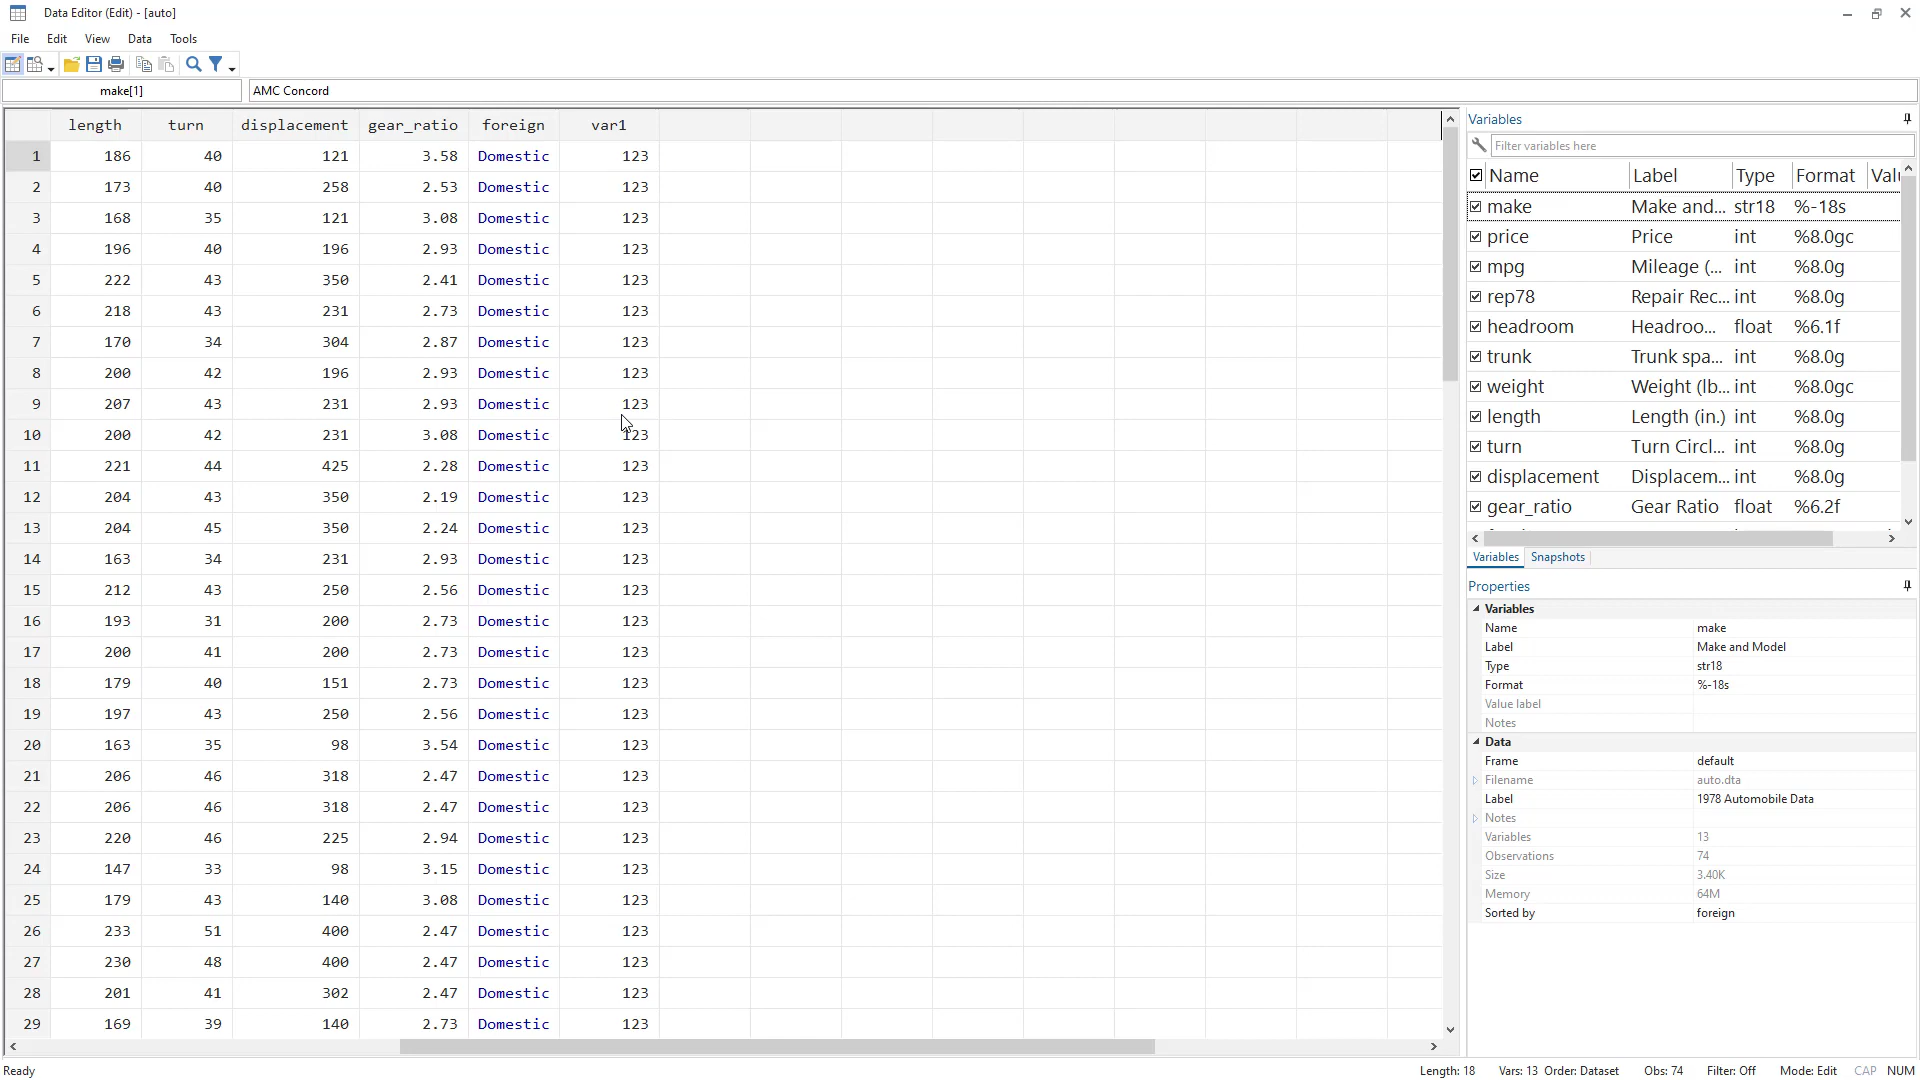 Data Editor (Edit) - [auto]
File Edit View Data Tools
make[1] AMC Concord
length turn displacement gear_ratio foreign var1
1 186 40 121 3.58 Domestic 123
2 173 40 258 2.53 Domestic 123
3 168 35 121 3.08 Domestic 123
4 196 40 196 2.93 Domestic 123
5 222 43 350 2.41 Domestic 123
6 218 43 231 2.73 Domestic 123
7 170 34 304 2.87 Domestic 123
8 200 42 196 2.93 Domestic 123
9 207 43 231 2.93 Domestic 123
10 200 42 231 3.08 Domestic 123
11 221 44 425 2.28 Domestic 123
12 204 43 350 2.19 Domestic 123
13 204 45 350 2.24 Domestic 123
14 163 34 231 2.93 Domestic 123
15 212 43 250 2.56 Domestic 123
16 193 31 200 2.73 Domestic 123
17 200 41 200 2.73 Domestic 123
18 179 40 151 2.73 Domestic 123
19 197 43 250 2.56 Domestic 123
20 163 35 98 3.54 Domestic 123
21 206 46 318 2.47 Domestic 123
22 206 46 318 2.47 Domestic 123
23 220 46 225 2.94 Domestic 123
24 147 33 98 3.15 Domestic 123
25 179 43 140 3.08 Domestic 123
26 233 51 400 2.47 Domestic 123
27 230 48 400 2.47 Domestic 123
28 201 41 302 2.47 Domestic 123
29 169 39 140 2.73 Domestic 123
Variables
Filter variables here
Name Label Type Format Valu
make Make and... str18 %-18s
price Price int %8.0gc
mpg Mileage (... int %8.0g
rep78 Repair Rec... int %8.0g
headroom Headroo... float %6.1f
trunk Trunk spa... int %8.0g
weight Weight (lb... int %8.0gc
length Length (in.) int %8.0g
turn Turn Circl... int %8.0g
displacement Displacem... int %8.0g
gear_ratio Gear Ratio float %6.2f
Variables Snapshots
Properties
Variables
Name make
Label Make and Model
Type str18
Format %-18s
Value label
Notes
Data
Frame default
Filename auto.dta
Label 1978 Automobile Data
Notes
Variables 13
Observations 74
Size 3.40K
Memory 64M
Sorted by foreign
Ready Length: 18 Vars: 13 Order: Dataset Obs: 74 Filter: Off Mode: Edit CAP NUM